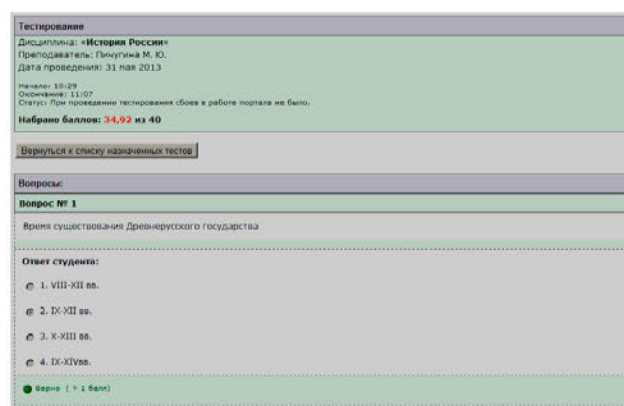 Тестирование
Дисциплина: «История России»
Преподаватель: Пичугина М. Ю.
Дата проведения: 31 мая 2013
Начало: 10:29
Окончание: 11:07
Статус: При проведении тестирования сбоев в работе портала не было.
Набрано баллов: 34,92 из 40
Вернуться к списку назначенных тестов
Вопросы:
Вопрос № 1
Время существования Древнерусского государства
Ответ студента:
1. VIII-XII вв.
2. IX-XII вв.
3. X-XIII вв.
4. IX-XIVвв.
Верно ( + 1 балл)